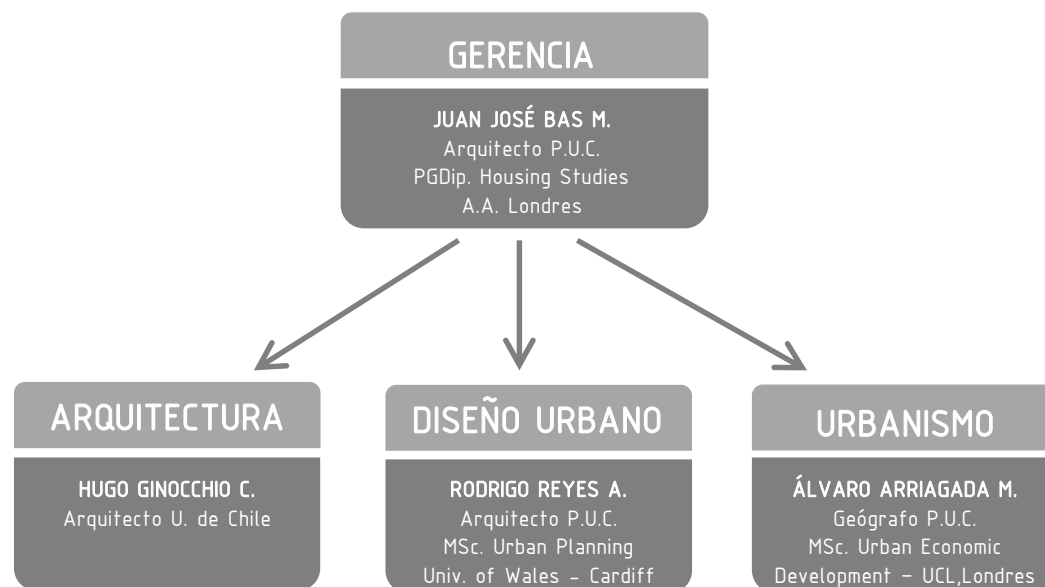 GERENCIA
JUAN JOSÉ BAS M.
Arquitecto P.U.C.
PGDip. Housing Studies
A.A. Londres
ARQUITECTURA
HUGO GINOCCHIO C.
Arquitecto U. de Chile
DISEÑO URBANO
RODRIGO REYES A.
Arquitecto P.U.C.
MSc. Urban Planning
Univ. of Wales - Cardiff
URBANISMO
ÁLVARO ARRIAGADA M.
Geógrafo P.U.C.
MSc. Urban Economic
Development - UCL,Londres